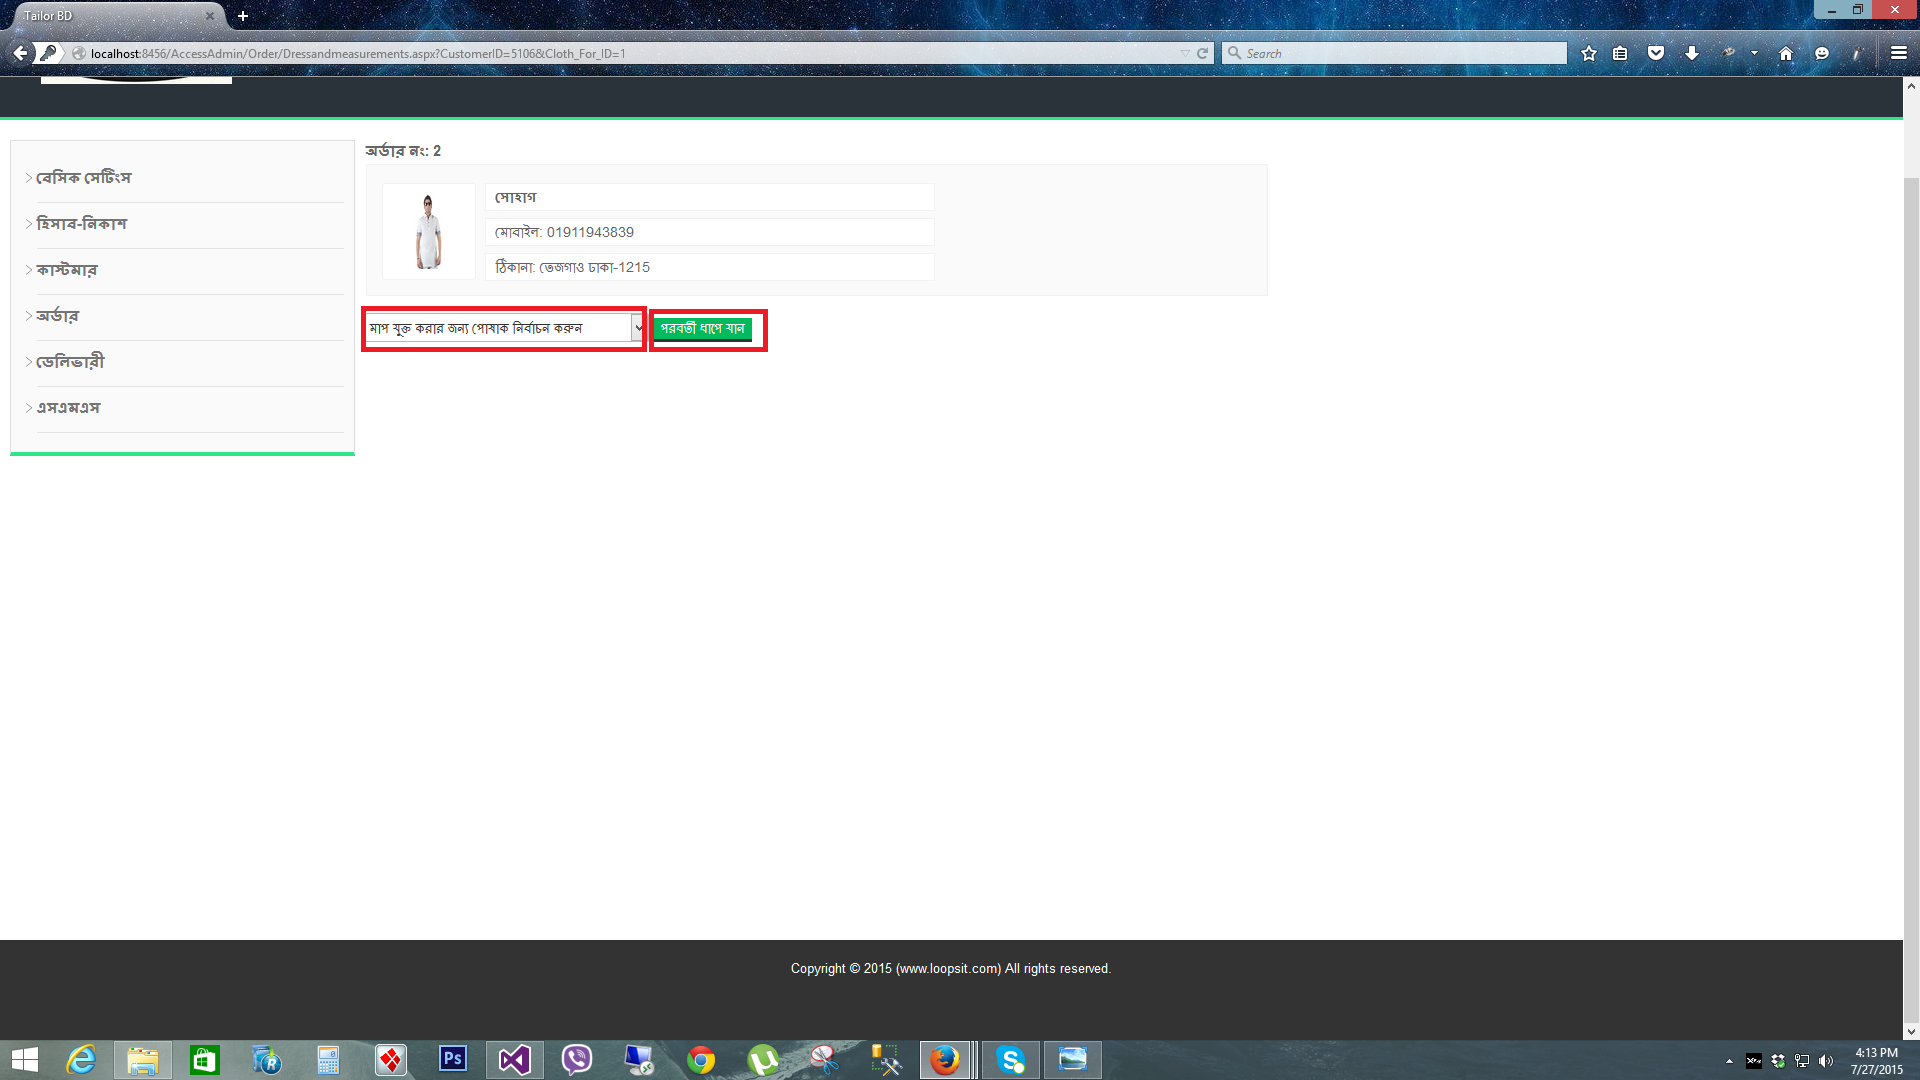 Tailor BD
localhost:8456/AccessAdmin/Order/Dressandmeasurements.aspx?CustomerID=5106&Cloth_For_ID=1
Search
বেসিক সেটিংস
হিসাব-নিকাশ
কাস্টমার
অর্ডার
ডেলিভারী
এসএমএস
অর্ডার নং: 2
সোহাগ
মোবাইল: 01911943839
ঠিকানা: তেজগাও ঢাকা-1215
মাপ যুক্ত করার জন্য পোষাক নির্বাচন করুন
পরবর্তী ধাপে যান
Copyright © 2015 (www.loopsit.com) All rights reserved.
Ps
4:13 PM
7/27/2015